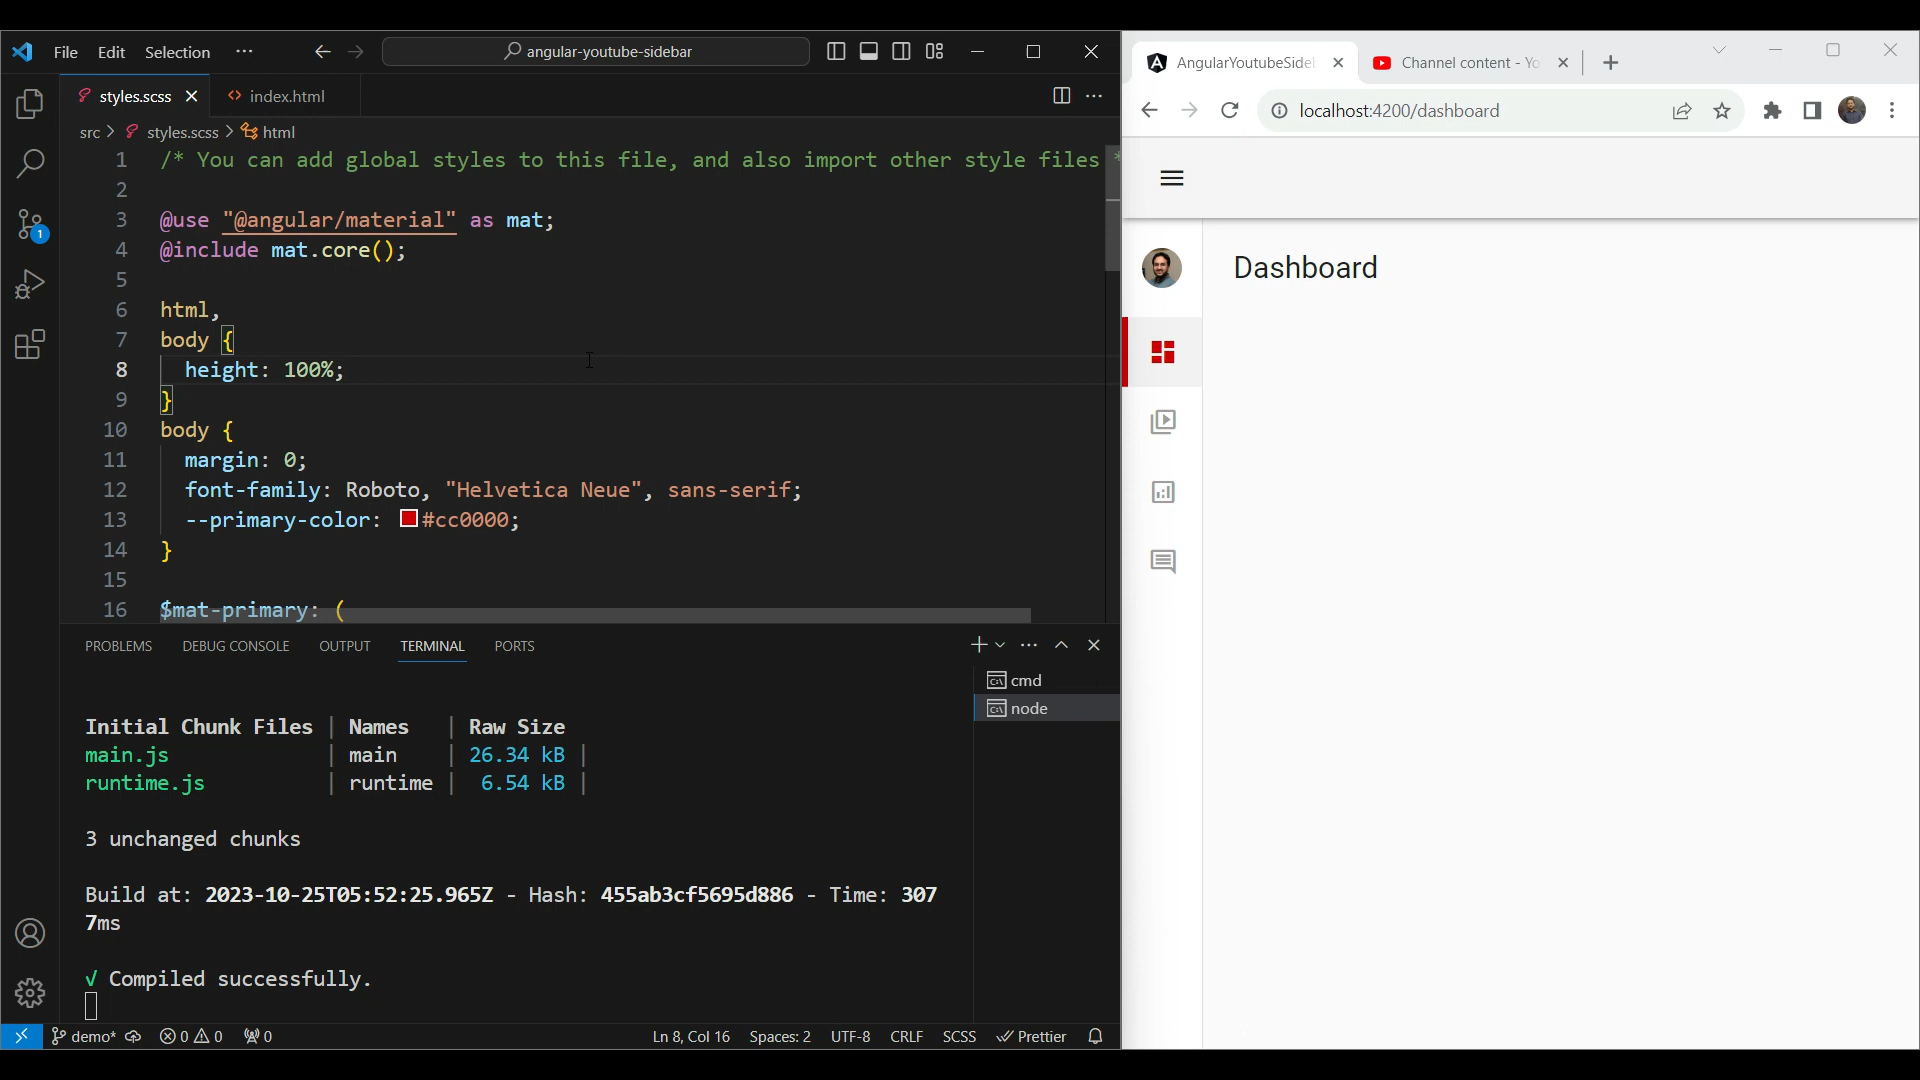 File Edit Selection ··· angular-youtube-sidebar
styles.scss index.html
src > styles.scss > html
1 /* You can add global styles to this file, and also import other style files *
2
3 @use "@angular/material" as mat;
4 @include mat.core();
5
6 html,
7 body {
8 height: 100%;
9 }
10 body {
11 margin: 0;
12 font-family: Roboto, "Helvetica Neue", sans-serif;
13 --primary-color: #cc0000;
14 }
15
16 $mat-primary: (
1
PROBLEMS DEBUG CONSOLE OUTPUT TERMINAL PORTS
cmd
node
Initial Chunk Files | Names | Raw Size
main.js | main | 26.34 kB |
runtime.js | runtime | 6.54 kB |
3 unchanged chunks
Build at: 2023-10-25T05:52:25.965Z - Hash: 455ab3cf5695d886 - Time: 307
7ms
√ Compiled successfully.
demo* 0 0 0 Ln 8, Col 16 Spaces: 2 UTF-8 CRLF SCSS Prettier
AngularYoutubeSide Channel content - Yo
localhost:4200/dashboard
Dashboard